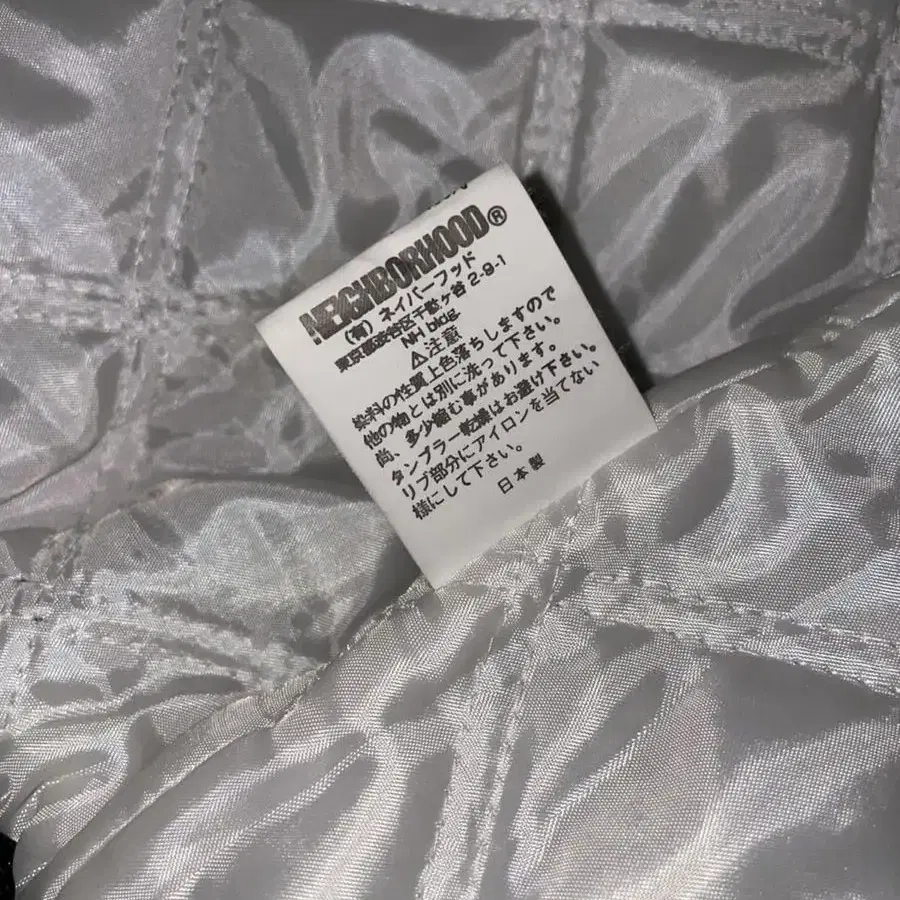 NEIGHBORHOOD®
(有) ネイバーフッド
東京都渋谷区千駄ヶ谷2-9-1
NH bldg.
⚠注意
染料の性質上色落ちしますので
他の物とは別に洗って下さい。
尚、多少縮む事があります。
タンブラー乾燥はお避け下さい。
リブ部分にアイロンを当てない
様にして下さい。
日本製